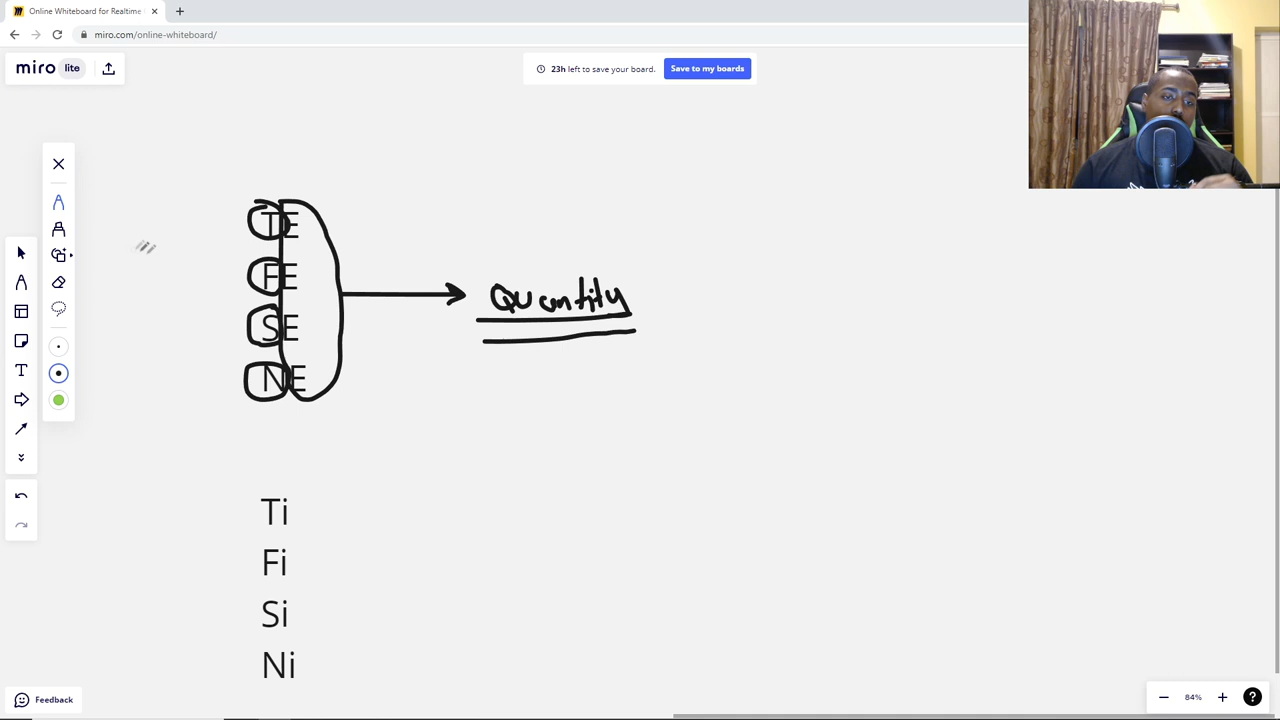 Online Whiteboard for Realtime
miro.com/online-whiteboard/
miro lite
23h left to save your board.
Save to my boards
TE
FE
SE
NE
Quantity
Ti
Fi
Si
Ni
T
Feedback
84%
?